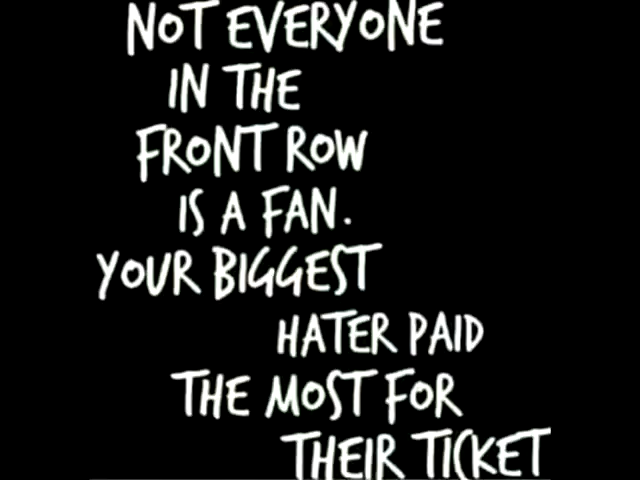 NOT EVERYONE
IN THE
FRONT ROW
IS A FAN.
YOUR BIGGEST
HATER PAID
THE MOST FOR
THEIR TICKET